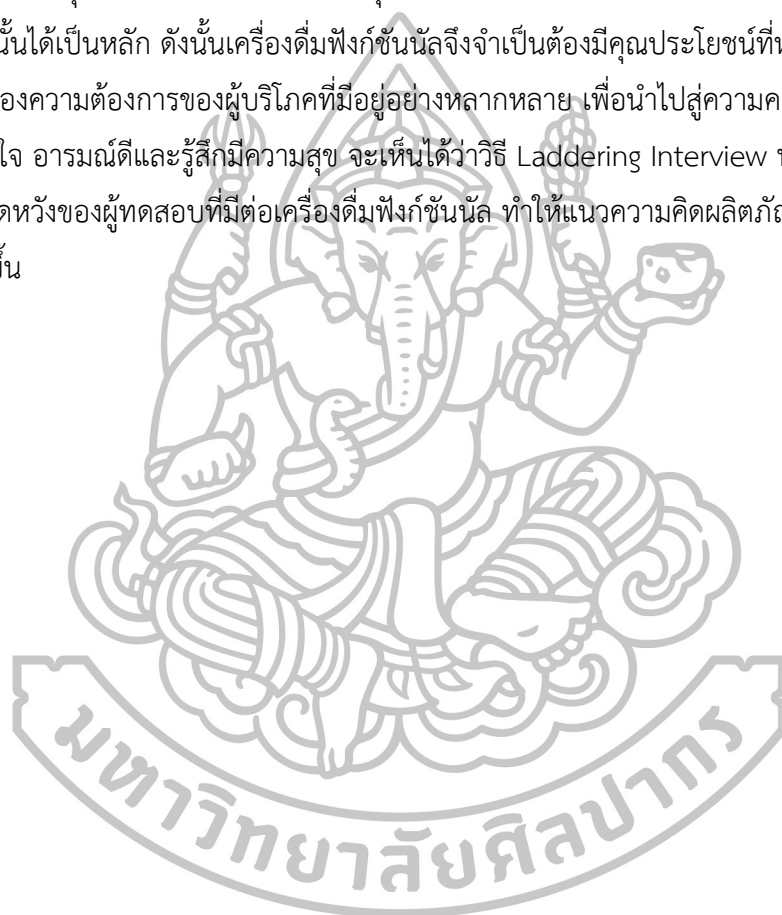 นั้นได้เป็นหลัก ดังนั้นเครื่องดื่มฟังก์ชันนัลจึงจำเป็นต้องมีคุณประโยชน์ที่
องความต้องการของผู้บริโภคที่มีอยู่อย่างหลากหลาย เพื่อนำไปสู่ความ
ใจ อารมณ์ดีและรู้สึกมีความสุข จะเห็นได้ว่าวิธี Laddering Interview
ดหวังของผู้ทดสอบที่มีต่อเครื่องดื่มฟังก์ชันนัล ทำให้แนวความคิดผลิตภัณ
ขึ้น
มหาวิทยาลัยศิลปากร